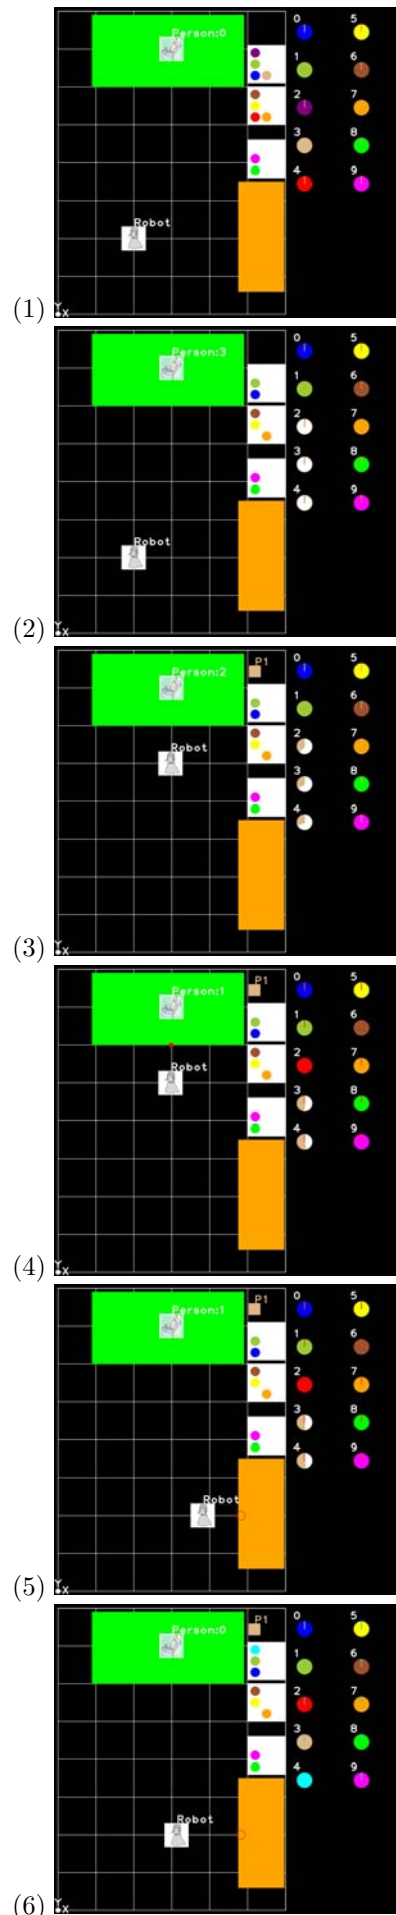 0 5
Person:0
1 6
2 7
3 8
4 9
Robot
Y
X
(1)
0 5
Person:3
1 6
2 7
3 8
4 9
Robot
Y
X
(2)
P1 0 5
Person:2
1 6
Robot
2 7
3 8
4 9
Y
X
(3)
P1 0 5
Person:1
1 6
Robot
2 7
3 8
4 9
Y
X
(4)
P1 0 5
Person:1
1 6
2 7
3 8
4 9
Robot
Y
X
(5)
P1 0 5
Person:0
1 6
2 7
3 8
4 9
Robot
Y
X
(6)